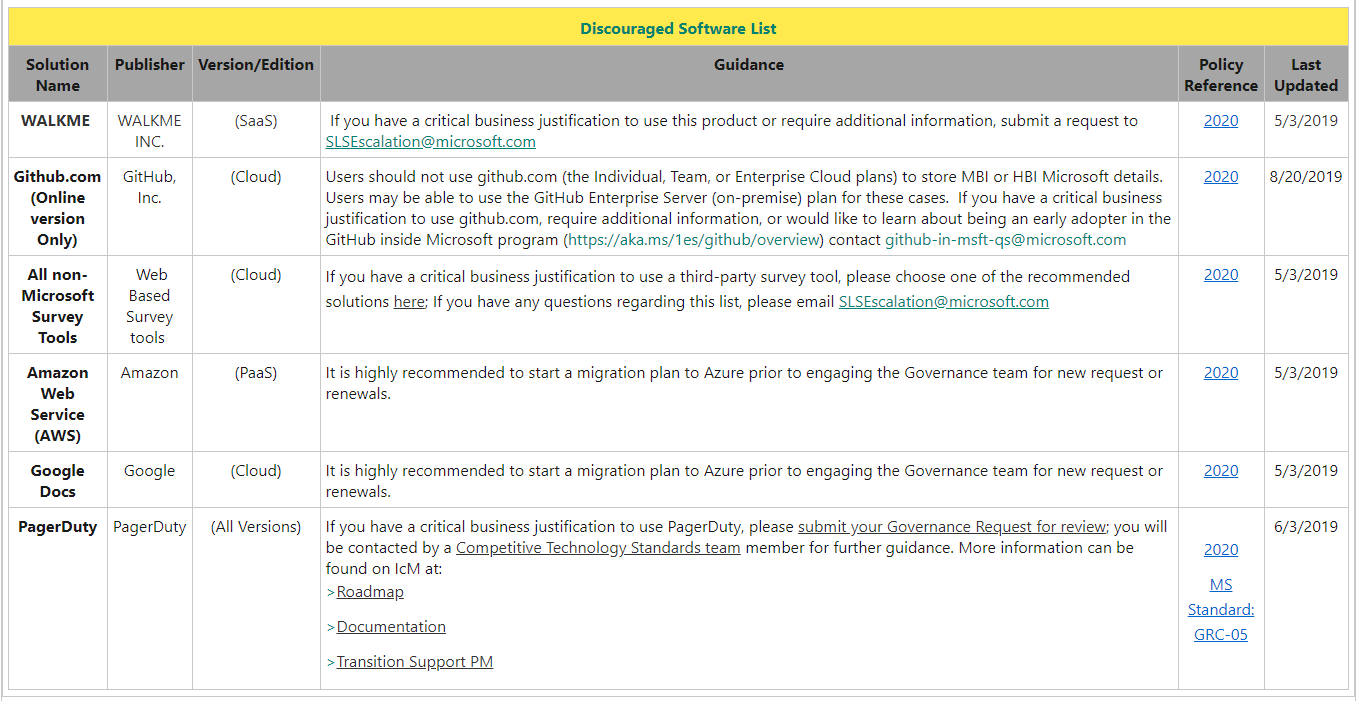 Discouraged Software List
Solution Name
Publisher
Version/Edition
Guidance
Policy Reference
Last Updated
WALKME
WALKME INC.
(SaaS)
If you have a critical business justification to use this product or require additional information, submit a request to
SLSEscalation@microsoft.com
2020
5/3/2019
Github.com
(Online
version
Only)
GitHub,
Inc.
(Cloud)
Users should not use github.com (the Individual, Team, or Enterprise Cloud plans) to store MBI or HBI Microsoft details.
Users may be able to use the GitHub Enterprise Server (on-premise) plan for these cases.  If you have a critical business
justification to use github.com, require additional information, or would like to learn about being an early adopter in the
GitHub inside Microsoft program (https://aka.ms/1es/github/overview) contact github-in-msft-qs@microsoft.com
2020
8/20/2019
All non-
Microsoft
Survey
Tools
Web
Based
Survey
tools
(Cloud)
If you have a critical business justification to use a third-party survey tool, please choose one of the recommended
solutions here; If you have any questions regarding this list, please email SLSEscalation@microsoft.com
2020
5/3/2019
Amazon
Web
Service
(AWS)
Amazon
(PaaS)
It is highly recommended to start a migration plan to Azure prior to engaging the Governance team for new request or
renewals.
2020
5/3/2019
Google
Docs
Google
(Cloud)
It is highly recommended to start a migration plan to Azure prior to engaging the Governance team for new request or
renewals.
2020
5/3/2019
PagerDuty
PagerDuty
(All Versions)
If you have a critical business justification to use PagerDuty, please submit your Governance Request for review; you will
be contacted by a Competitive Technology Standards team member for further guidance. More information can be
found on IcM at:
>Roadmap
>Documentation
>Transition Support PM
2020
MS
Standard:
GRC-05
6/3/2019